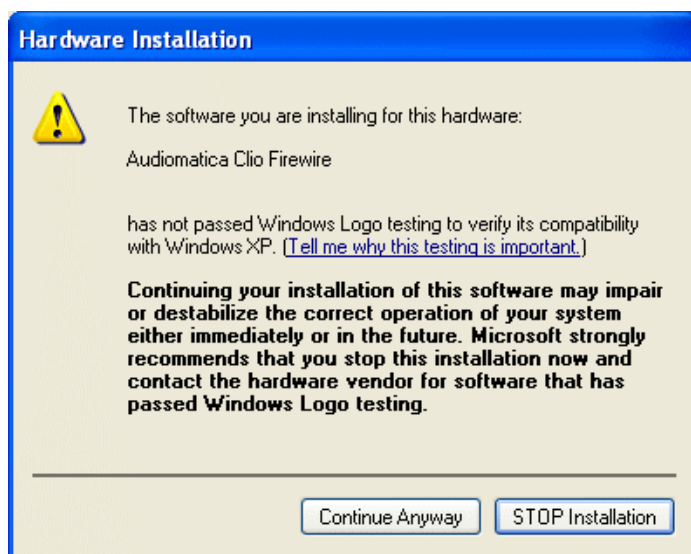 Hardware Installation
The software you are installing for this hardware:
Audiomatica Clio Firewire
has not passed Windows Logo testing to verify its compatibility
with Windows XP. (Tell me why this testing is important.)
Continuing your installation of this software may impair
or destabilize the correct operation of your system
either immediately or in the future. Microsoft strongly
recommends that you stop this installation now and
contact the hardware vendor for software that has
passed Windows Logo testing.
Continue Anyway
STOP Installation